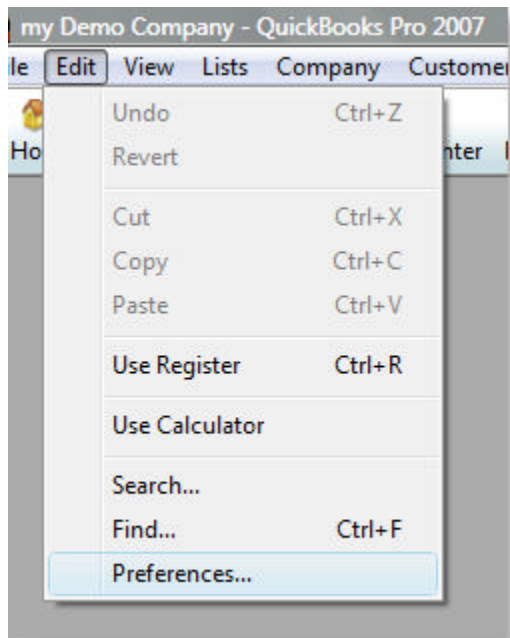 my Demo Company - QuickBooks Pro 2007
le Edit View Lists Company Customer
Ho nter
Undo Ctrl+Z
Revert
Cut Ctrl+X
Copy Ctrl+C
Paste Ctrl+V
Use Register Ctrl+R
Use Calculator
Search...
Find... Ctrl+F
Preferences...